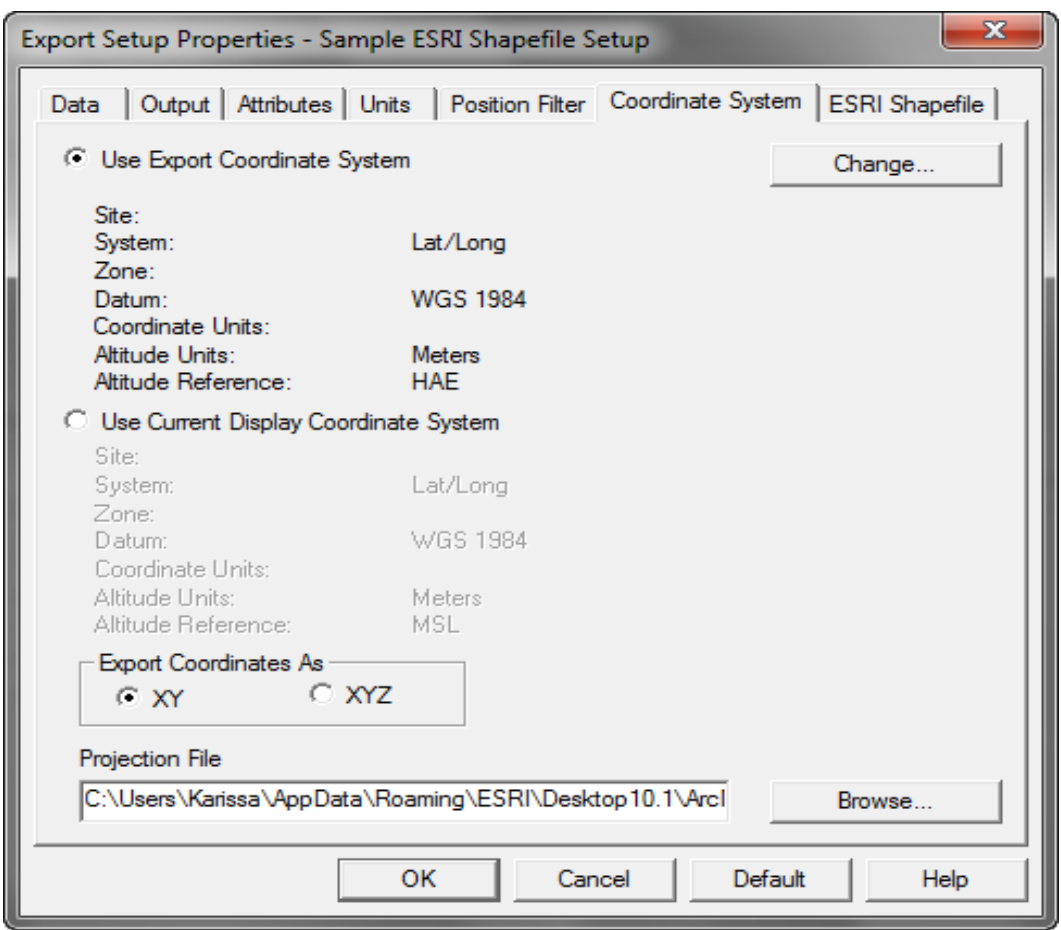 Export Setup Properties - Sample ESRI Shapefile Setup
Data Output Attributes Units Position Filter Coordinate System ESRI Shapefile
Use Export Coordinate System Change...
Site:
System: Lat/Long
Zone:
Datum: WGS 1984
Coordinate Units:
Altitude Units: Meters
Altitude Reference: HAE
Use Current Display Coordinate System
Site:
System: Lat/Long
Zone:
Datum: WGS 1984
Coordinate Units:
Altitude Units: Meters
Altitude Reference: MSL
Export Coordinates As
XY XYZ
Projection File
C:\Users\Karissa\AppData\Roaming\ESRI\Desktop10.1\Arcl Browse...
OK Cancel Default Help